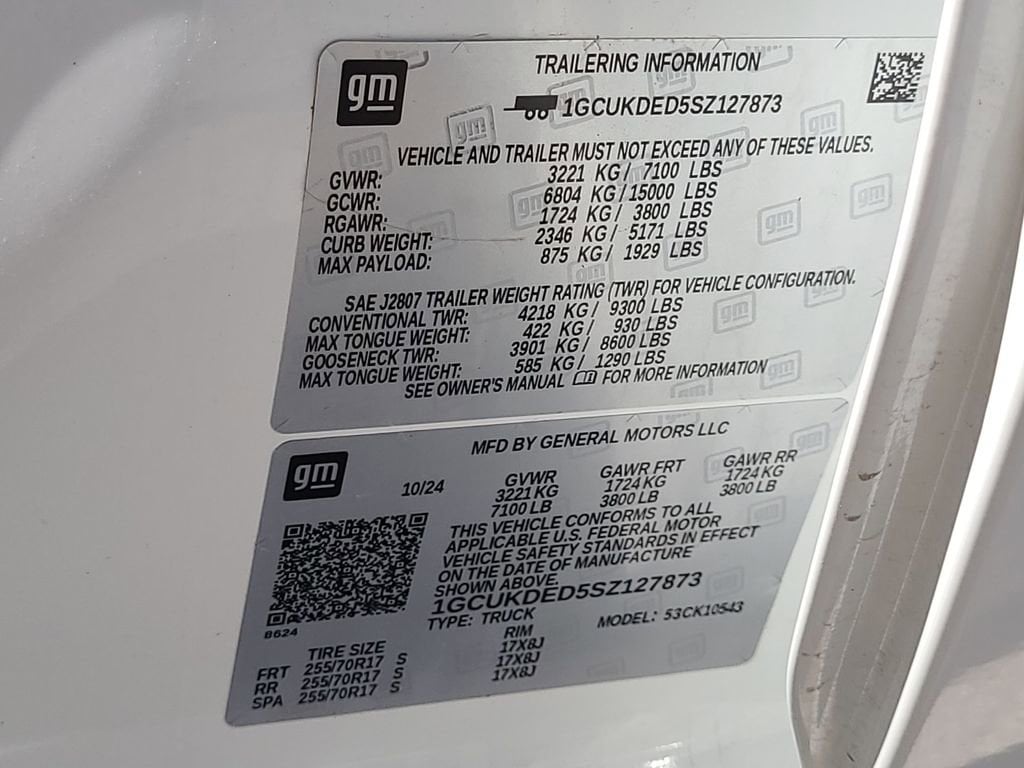 gm
TRAILERING INFORMATION
1GCUKDED5SZ127873
VEHICLE AND TRAILER MUST NOT EXCEED ANY OF THESE VALUES.
GVWR: 3221 KG / 7100 LBS
GCWR: 6804 KG / 15000 LBS
RGAWR: 1724 KG / 3800 LBS
CURB WEIGHT: 2346 KG / 5171 LBS
MAX PAYLOAD: 875 KG / 1929 LBS
SAE J2807 TRAILER WEIGHT RATING (TWR) FOR VEHICLE CONFIGURATION.
CONVENTIONAL TWR: 4218 KG / 9300 LBS
MAX TONGUE WEIGHT: 422 KG / 930 LBS
GOOSENECK TWR: 3901 KG / 8600 LBS
MAX TONGUE WEIGHT: 585 KG / 1290 LBS
SEE OWNER'S MANUAL FOR MORE INFORMATION
gm
MFD BY GENERAL MOTORS LLC
10/24
GVWR GAWR FRT GAWR RR
3221 KG 1724 KG 1724 KG
7100 LB 3800 LB 3800 LB
THIS VEHICLE CONFORMS TO ALL
APPLICABLE U.S. FEDERAL MOTOR
VEHICLE SAFETY STANDARDS IN EFFECT
ON THE DATE OF MANUFACTURE
SHOWN ABOVE.
1GCUKDED5SZ127873
TYPE: TRUCK MODEL: 53CK10543
B624
TIRE SIZE RIM
FRT 255/70R17 S 17X8J
RR 255/70R17 S 17X8J
SPA 255/70R17 S 17X8J